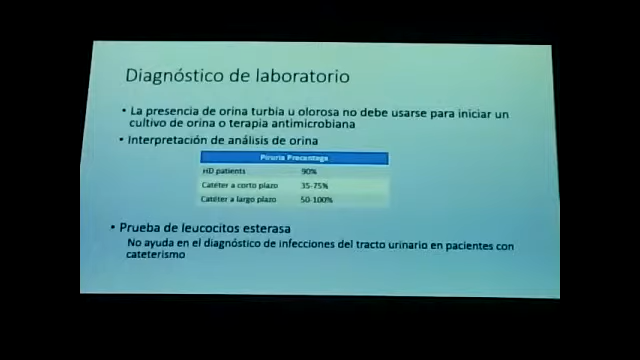 Diagnóstico de laboratorio
• La presencia de orina turbia u olorosa no debe usarse para iniciar un
cultivo de orina o terapia antimicrobiana
• Interpretación de análisis de orina
Piruria Precentage
HD patients 90%
Catéter a corto plazo 35-75%
Catéter a largo plazo 50-100%
• Prueba de leucocitos esterasa
No ayuda en el diagnóstico de infecciones del tracto urinario en pacientes con
cateterismo